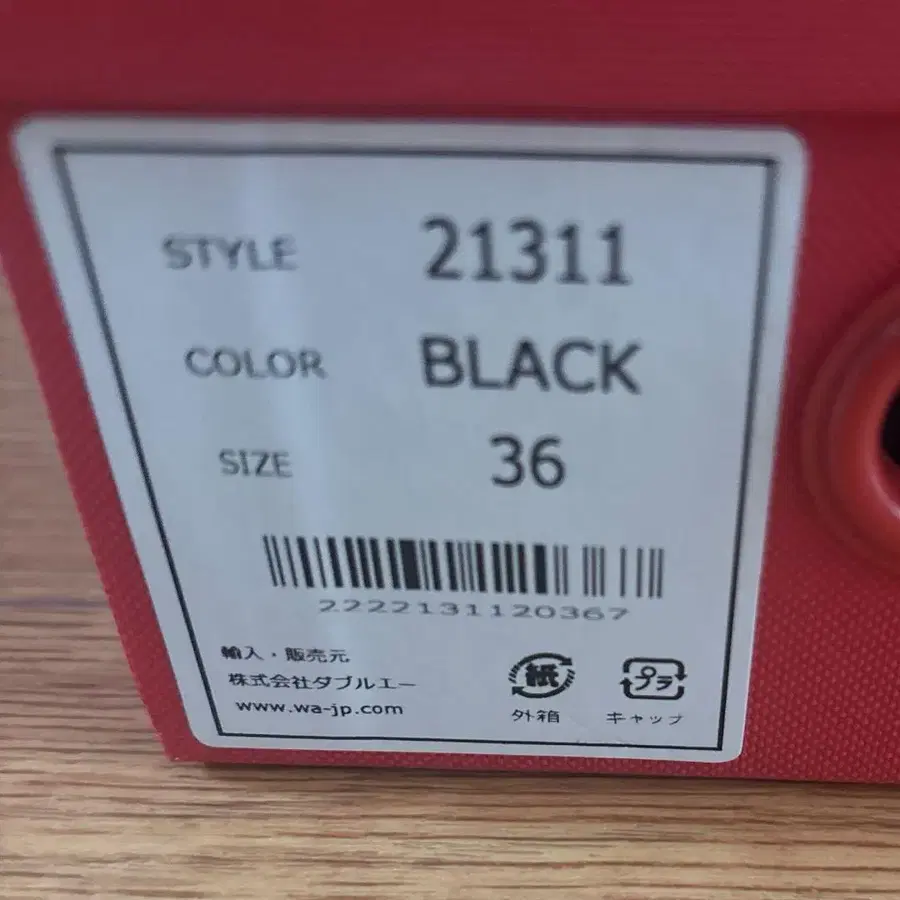 STYLE 21311
COLOR BLACK
SIZE 36
2222131120367
輸入・販売元
株式会社ダブルエー
www.wa-jp.com
紙
外箱
プラ
キャップ